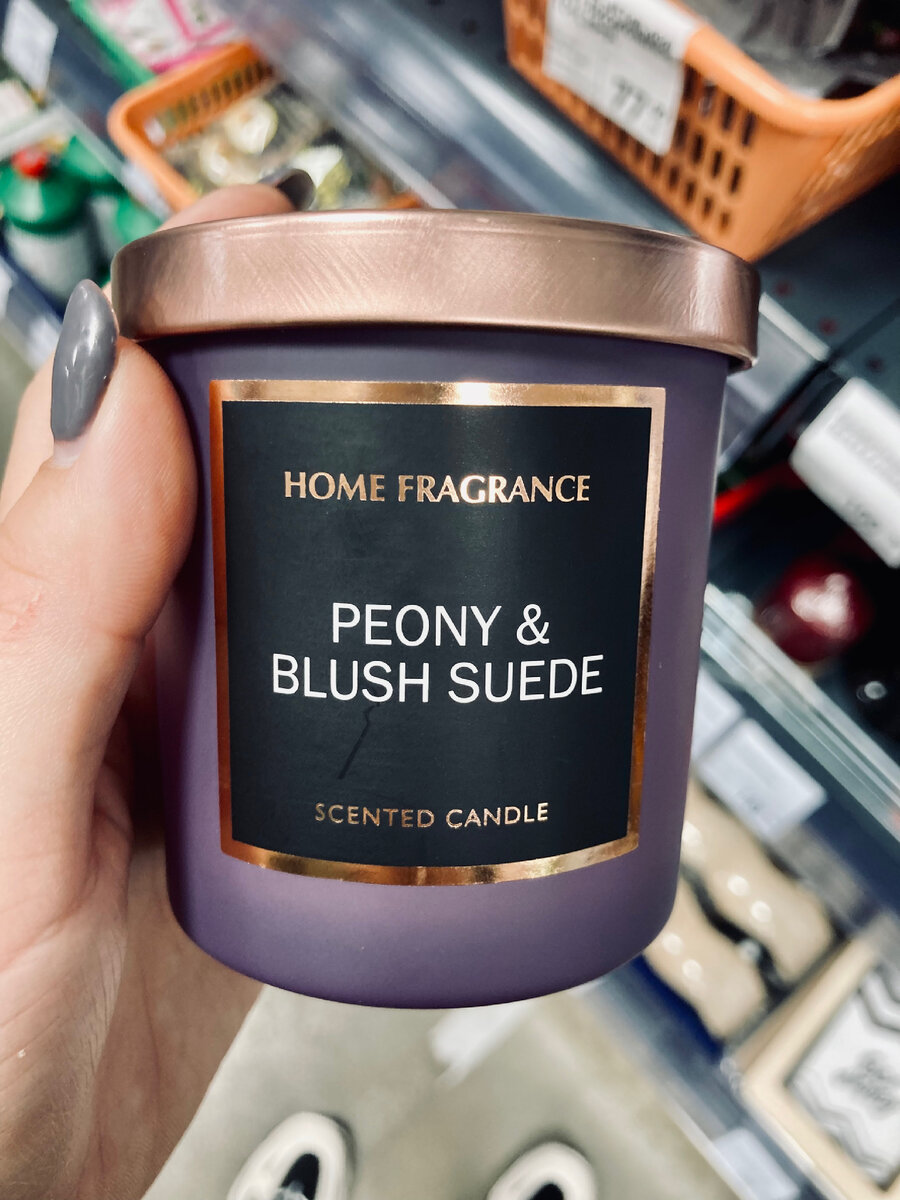 HOME FRAGRANCE
PEONY &
BLUSH SUEDE
SCENTED CANDLE